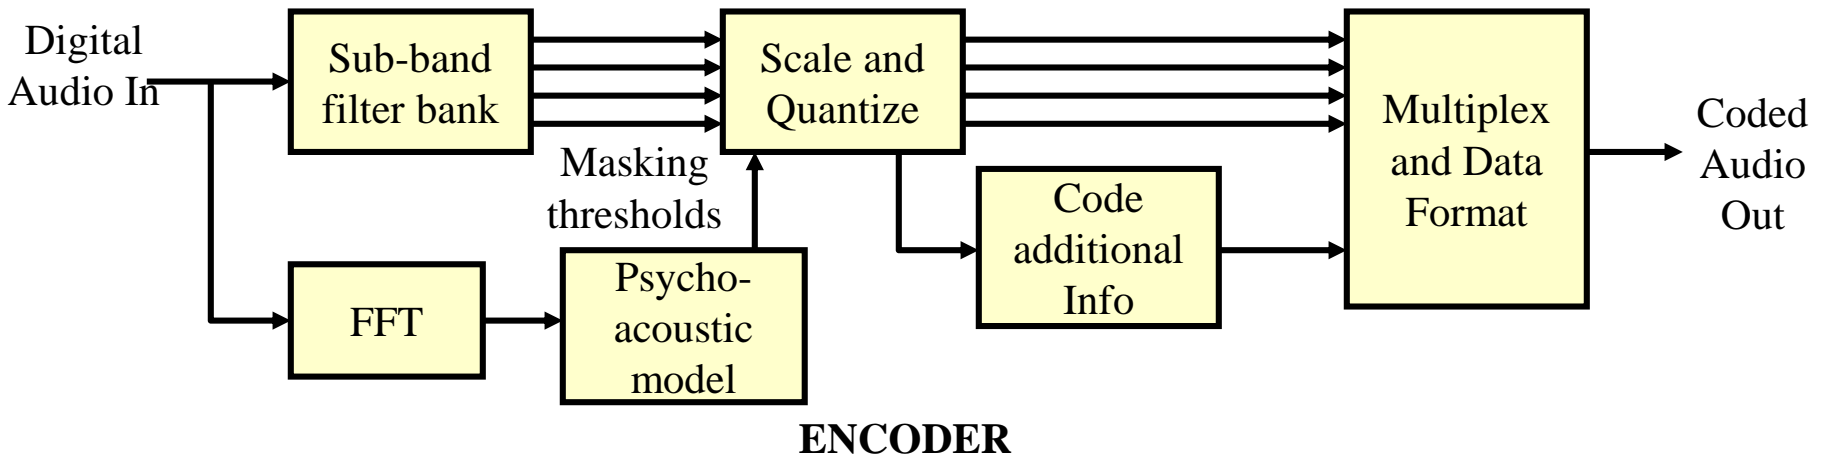 Digital
Audio In
Sub-band
filter bank
Scale and
Quantize
Multiplex
and Data
Format
Coded
Audio
Out
Masking
thresholds
Code
additional
Info
FFT
Psycho-
acoustic
model
ENCODER